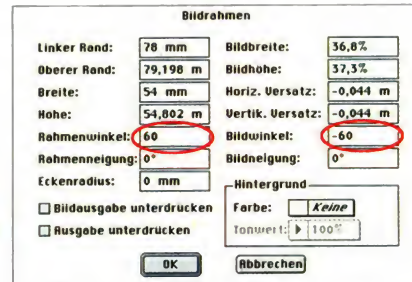 Bildrahmen
Linker Rand: 78 mm
Oberer Rand: 79,198 m
Breite: 54 mm
Hohe: 54,802 m
Rahmenwinkel: 60
Rahmenneigung: 0°
Eckenradius: 0 mm
Bildausgabe unterdrücken
Ausgabe unterdrücken
Bildbreite: 36,8%
Bildhöhe: 37,3%
Horiz. Versatz: -0,044 m
Vertik. Versatz: -0,044 m
Bildwinkel: -60
Bildneigung: 0°
Hintergrund
Farbe: Keine
Tonwert: 100%
OK
Abbrechen